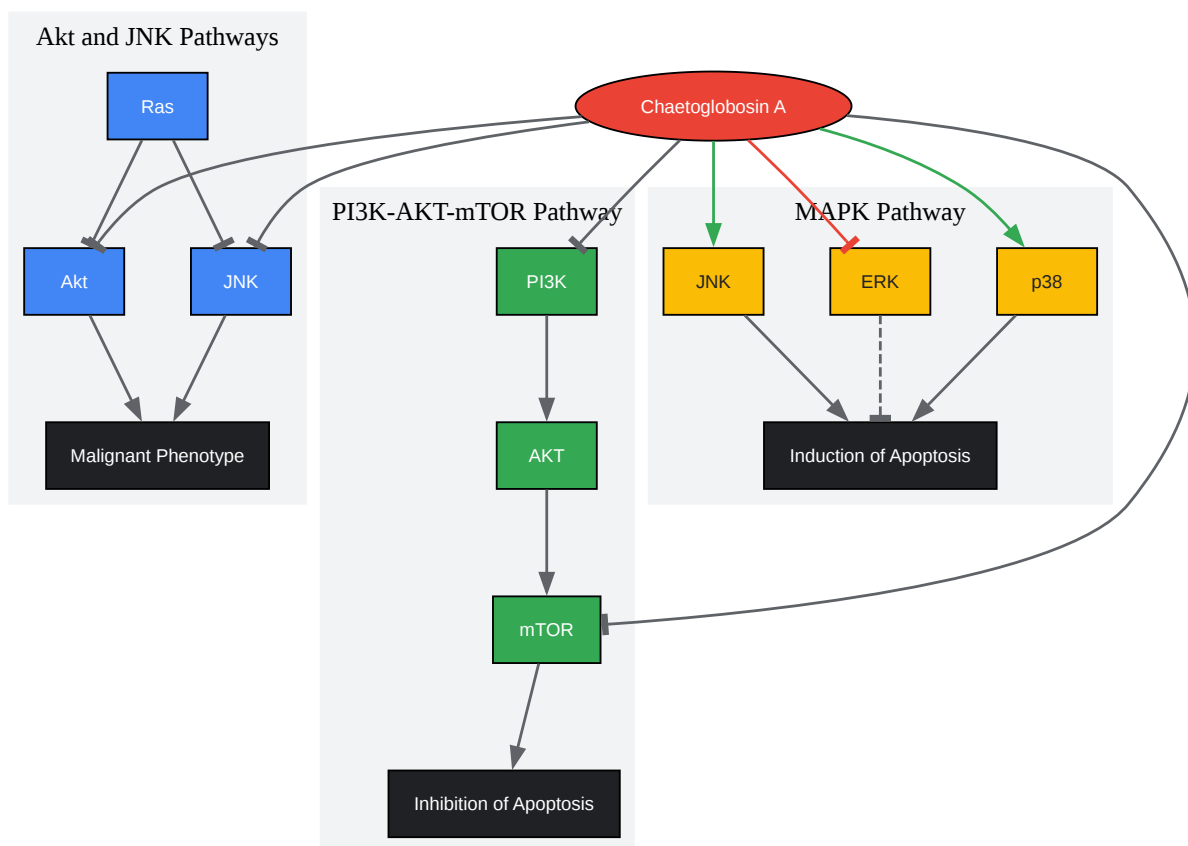 Akt and JNK Pathways
Ras
Chaetoglobosin A
PI3K-AKT-mTOR Pathway
MAPK Pathway
Akt
JNK
PI3K
JNK
ERK
p38
Malignant Phenotype
AKT
Induction of Apoptosis
mTOR
Inhibition of Apoptosis